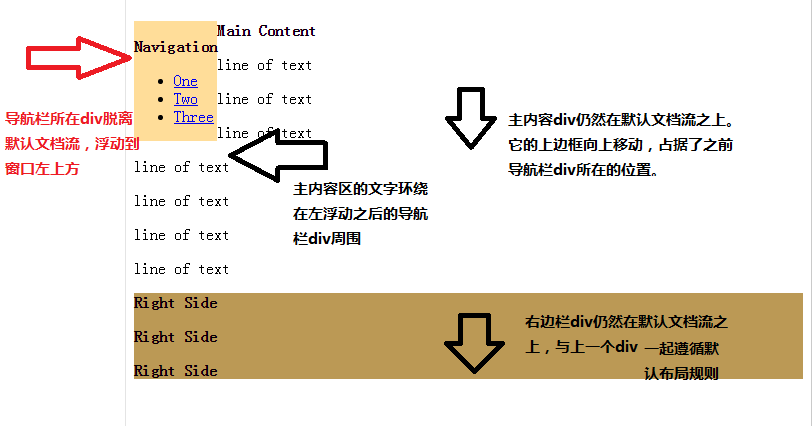 Main Content
Navigation
line of text
One
Two
line of text
Three
line of text
导航栏所在div脱离
默认文档流，浮动到
窗口左上方
主内容div仍然在默认文档流之上。
它的上边框向上移动，占据了之前
导航栏div所在的位置。
line of text
主内容区的文字环绕
在左浮动之后的导航
栏div周围
line of text
line of text
line of text
Right Side
右边栏div仍然在默认文档流之
上，与上一个div 一起遵循默
认布局规则
Right Side
Right Side